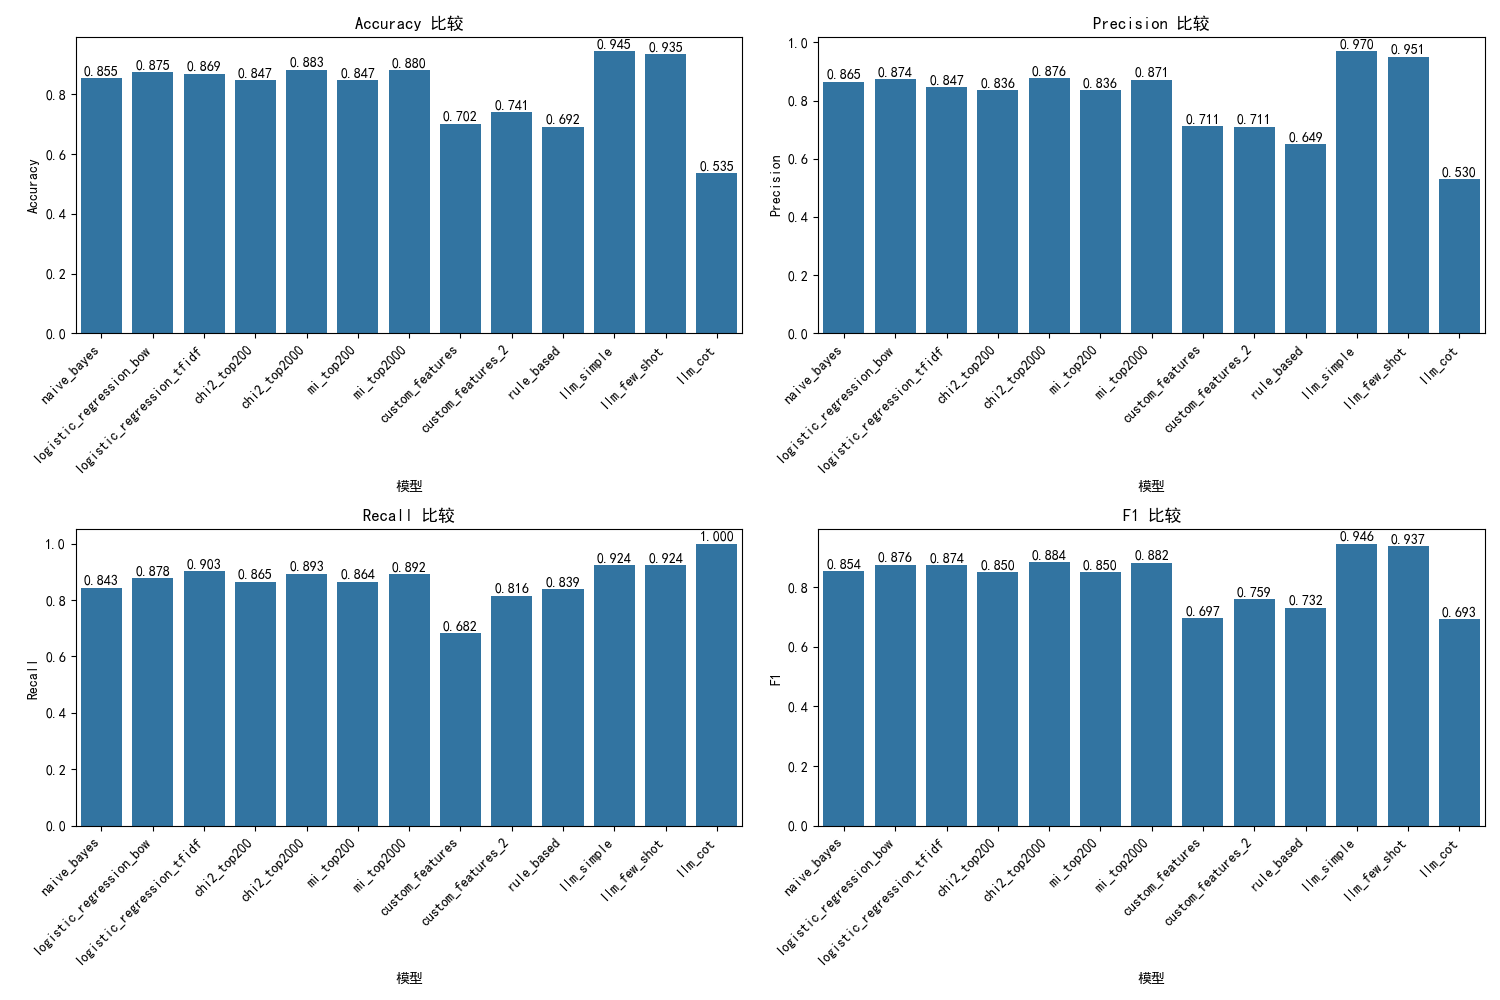 Accuracy 比较
0.855 0.875 0.869 0.847 0.883 0.847 0.880 0.702 0.741 0.692 0.945 0.935 0.535
Accuracy
0.8
0.6
0.4
0.2
0.0
naive_bayes
logistic_regression_bow
logistic_regression_tfidf
chi2_top200
chi2_top2000
mi_top200
mi_top2000
custom_features
custom_features_2
rule_based
llm_simple
llm_few_shot
llm_cot
模型
Precision 比较
0.865 0.874 0.847 0.836 0.876 0.836 0.871 0.711 0.711 0.649 0.970 0.951 0.530
Precision
1.0
0.8
0.6
0.4
0.2
0.0
naive_bayes
logistic_regression_bow
logistic_regression_tfidf
chi2_top200
chi2_top2000
mi_top200
mi_top2000
custom_features
custom_features_2
rule_based
llm_simple
llm_few_shot
llm_cot
模型
Recall 比较
0.843 0.878 0.903 0.865 0.893 0.864 0.892 0.682 0.816 0.839 0.924 0.924 1.000
Recall
1.0
0.8
0.6
0.4
0.2
0.0
naive_bayes
logistic_regression_bow
logistic_regression_tfidf
chi2_top200
chi2_top2000
mi_top200
mi_top2000
custom_features
custom_features_2
rule_based
llm_simple
llm_few_shot
llm_cot
模型
F1 比较
0.854 0.876 0.874 0.850 0.884 0.850 0.882 0.697 0.759 0.732 0.946 0.937 0.693
F1
0.8
0.6
0.4
0.2
0.0
naive_bayes
logistic_regression_bow
logistic_regression_tfidf
chi2_top200
chi2_top2000
mi_top200
mi_top2000
custom_features
custom_features_2
rule_based
llm_simple
llm_few_shot
llm_cot
模型